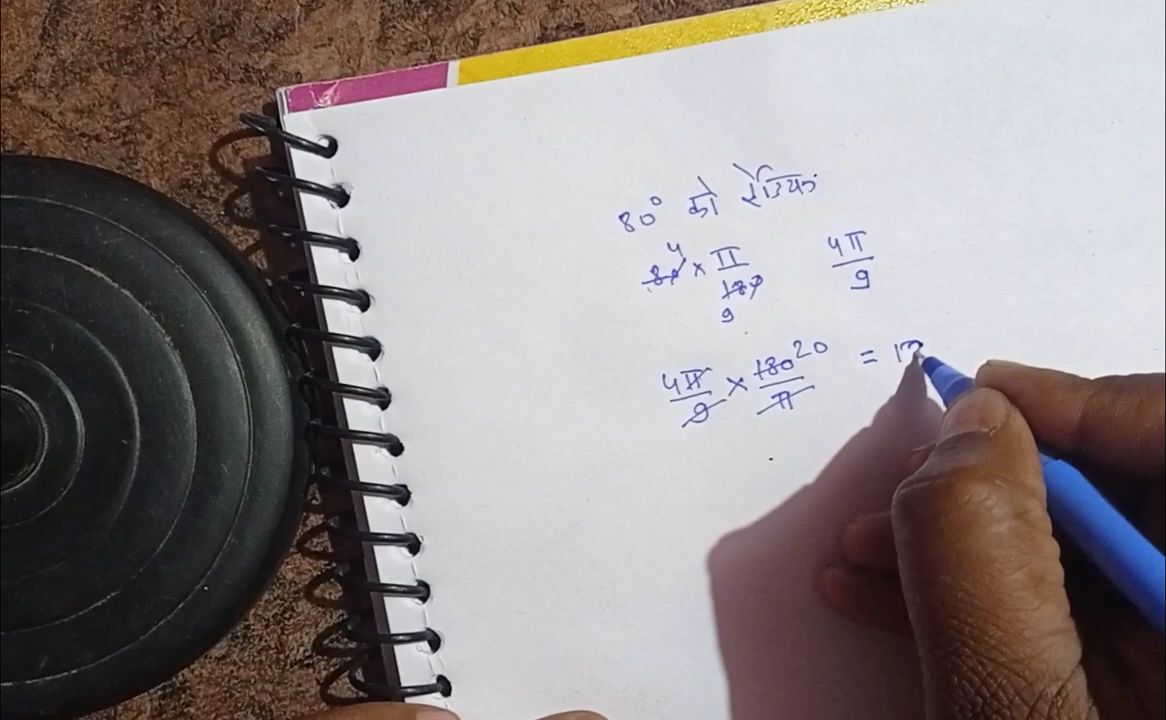 80° को रेडियन
80 4 × π/180 9 4π/9
4π/9 × 180 20/π = 1